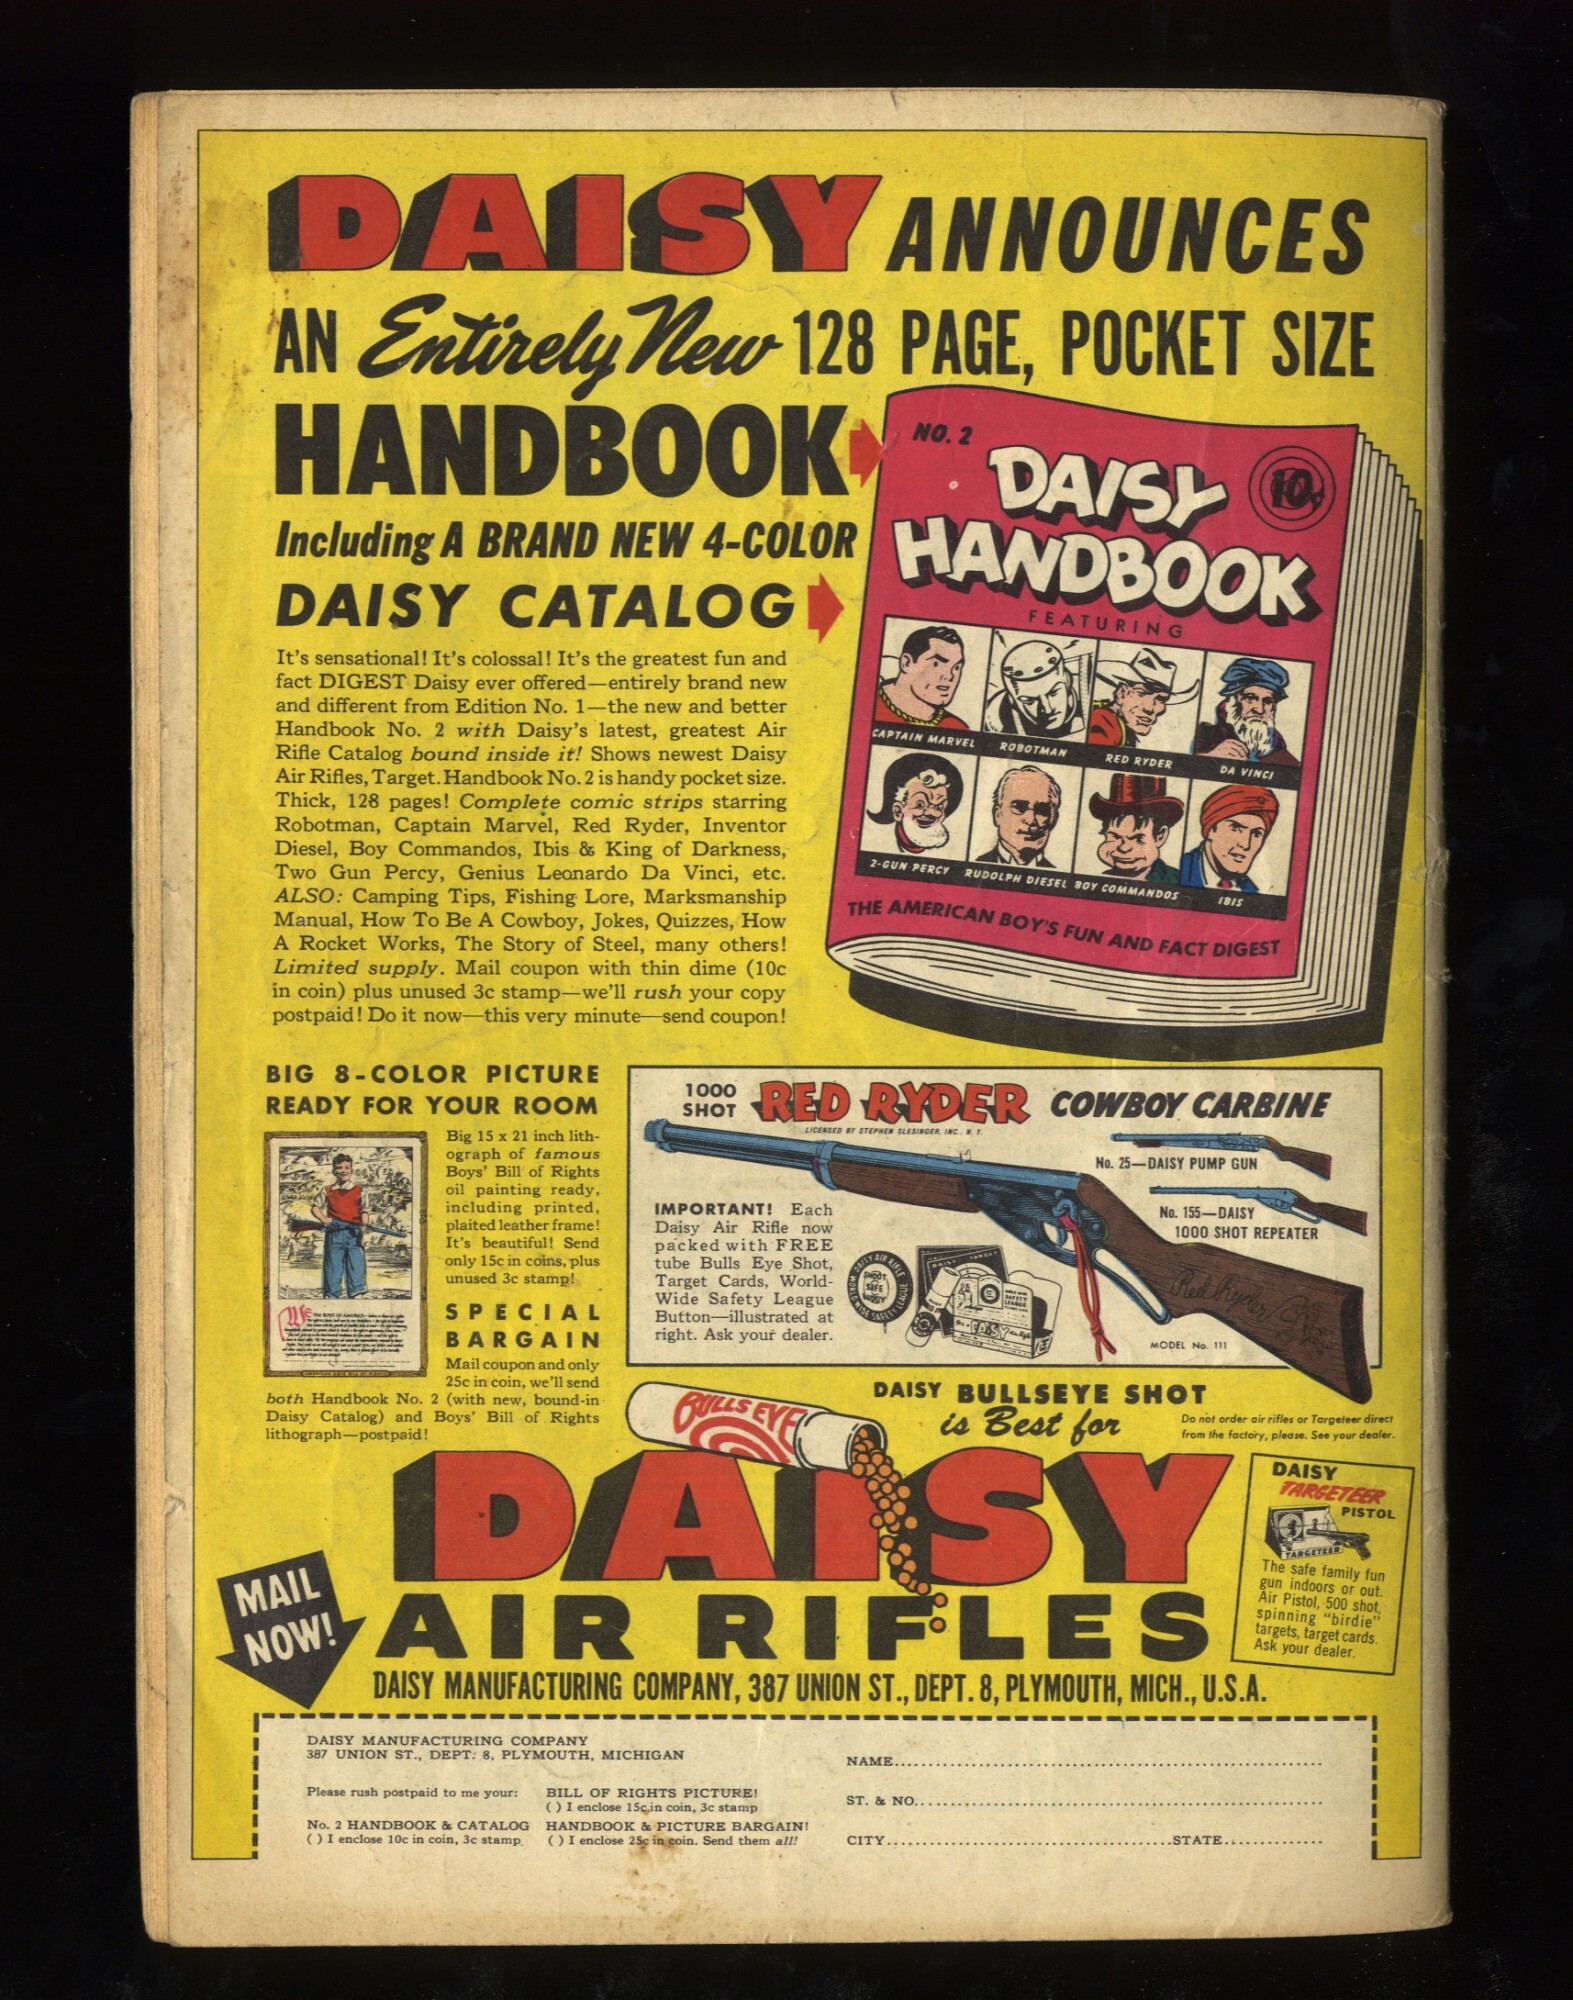 DAISY ANNOUNCES
AN Entirely New 128 PAGE, POCKET SIZE
HANDBOOK
Including A BRAND NEW 4-COLOR
DAISY CATALOG
It's sensational! It's colossal! It's the greatest fun and
fact DIGEST Daisy ever offered—entirely brand new
and different from Edition No. 1—the new and better
Handbook No. 2 with Daisy's latest, greatest Air
Rifle Catalog bound inside it! Shows newest Daisy
Air Rifles, Target. Handbook No. 2 is handy pocket size.
Thick, 128 pages! Complete comic strips starring
Robotman, Captain Marvel, Red Ryder, Inventor
Diesel, Boy Commandos, Ibis & King of Darkness,
Two Gun Percy, Genius Leonardo Da Vinci, etc.
ALSO: Camping Tips, Fishing Lore, Marksmanship
Manual, How To Be A Cowboy, Jokes, Quizzes, How
A Rocket Works, The Story of Steel, many others!
Limited supply. Mail coupon with thin dime (10c
in coin) plus unused 3c stamp—we'll rush your copy
postpaid! Do it now—this very minute—send coupon!
NO. 2
DAISY
HANDBOOK
10¢
FEATURING
CAPTAIN MARVEL
ROBOTMAN
RED RYDER
DA VINCI
2-GUN PERCY
RUDOLPH DIESEL
BOY COMMANDOS
IBIS
THE AMERICAN BOY'S FUN AND FACT DIGEST
BIG 8-COLOR PICTURE
READY FOR YOUR ROOM
Big 15 x 21 inch lith-
ograph of famous
Boys' Bill of Rights
oil painting ready,
including printed,
plaited leather frame!
It's beautiful! Send
only 15c in coins, plus
unused 3c stamp!
SPECIAL
BARGAIN
Mail coupon and only
25c in coin, we'll send
both Handbook No. 2 (with new, bound-in
Daisy Catalog) and Boys' Bill of Rights
lithograph—postpaid!
1000
SHOT
RED RYDER COWBOY CARBINE
LICENSED BY STEPHEN SLESINGER, INC., N. Y.
No. 25—DAISY PUMP GUN
No. 155—DAISY
1000 SHOT REPEATER
IMPORTANT! Each
Daisy Air Rifle now
packed with FREE
tube Bulls Eye Shot,
Target Cards, World-
Wide Safety League
Button—illustrated at
right. Ask your dealer.
SHOOT
SAFE
BUDDY
Red Ryder
MODEL No. 111
BULLS EYE
DAISY BULLSEYE SHOT
is Best for
Do not order air rifles or Targeteer direct
from the factory, please. See your dealer.
DAISY
AIR RIFLES
DAISY
TARGETEER
PISTOL
TARGETEER
The safe family fun
gun indoors or out.
Air Pistol, 500 shot,
spinning "birdie"
targets, target cards.
Ask your dealer.
MAIL
NOW!
DAISY MANUFACTURING COMPANY, 387 UNION ST., DEPT. 8, PLYMOUTH, MICH., U.S.A.
DAISY MANUFACTURING COMPANY
387 UNION ST., DEPT. 8, PLYMOUTH, MICHIGAN
Please rush postpaid to me your:
No. 2 HANDBOOK & CATALOG
( ) I enclose 10c in coin, 3c stamp
BILL OF RIGHTS PICTURE!
( ) I enclose 15c in coin, 3c stamp
HANDBOOK & PICTURE BARGAIN!
( ) I enclose 25c in coin. Send them all!
NAME
ST. & NO.
CITY STATE